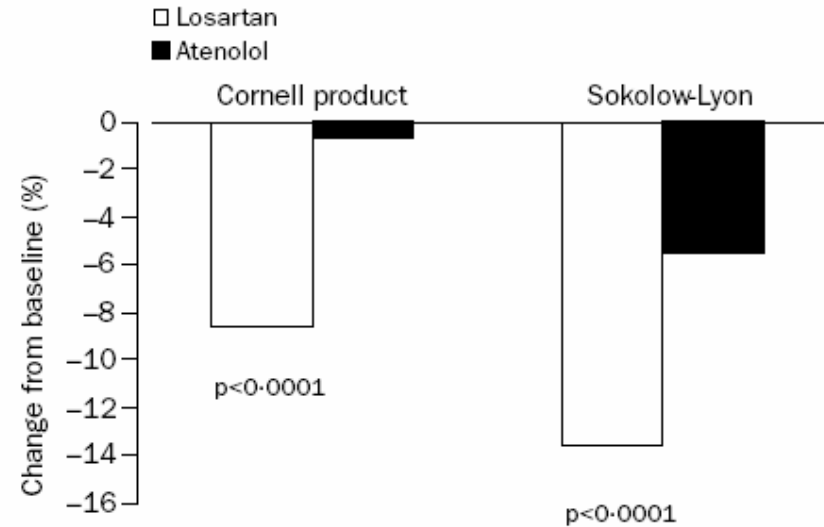 Losartan
Atenolol
Cornell product
Sokolow-Lyon
Change from baseline (%)
0
–2
–4
–6
–8
–10
–12
–14
–16
p<0·0001
p<0·0001